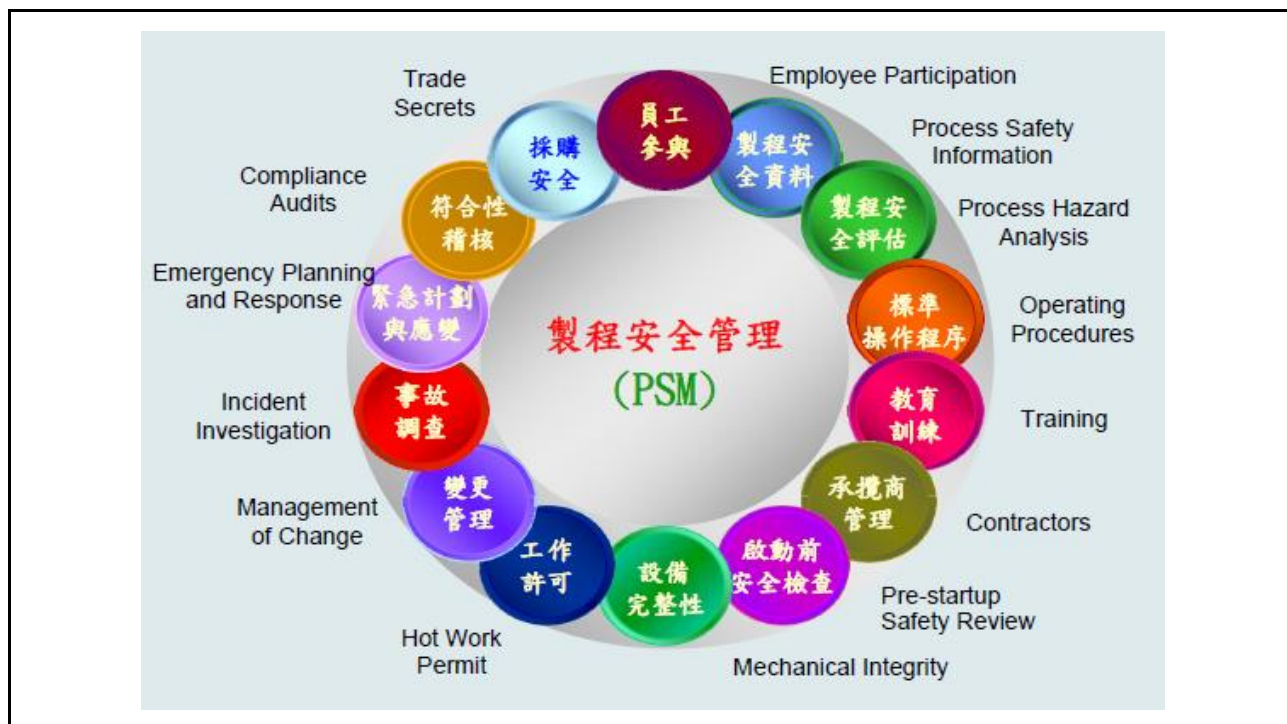 Employee Participation
員工
參與
Process Safety
Information
製程安
全資料
Process Hazard
Analysis
製程安
全評估
Operating
Procedures
標準
操作程序
Training
教育
訓練
Contractors
承攬商
管理
Pre-startup
Safety Review
啟動前
安全檢查
Mechanical Integrity
設備
完整性
Hot Work
Permit
工作
許可
Management
of Change
變更
管理
Incident
Investigation
事故
調查
Emergency Planning
and Response
緊急計劃
與應變
Compliance
Audits
符合性
稽核
Trade
Secrets
採購
安全
製程安全管理
(PSM)